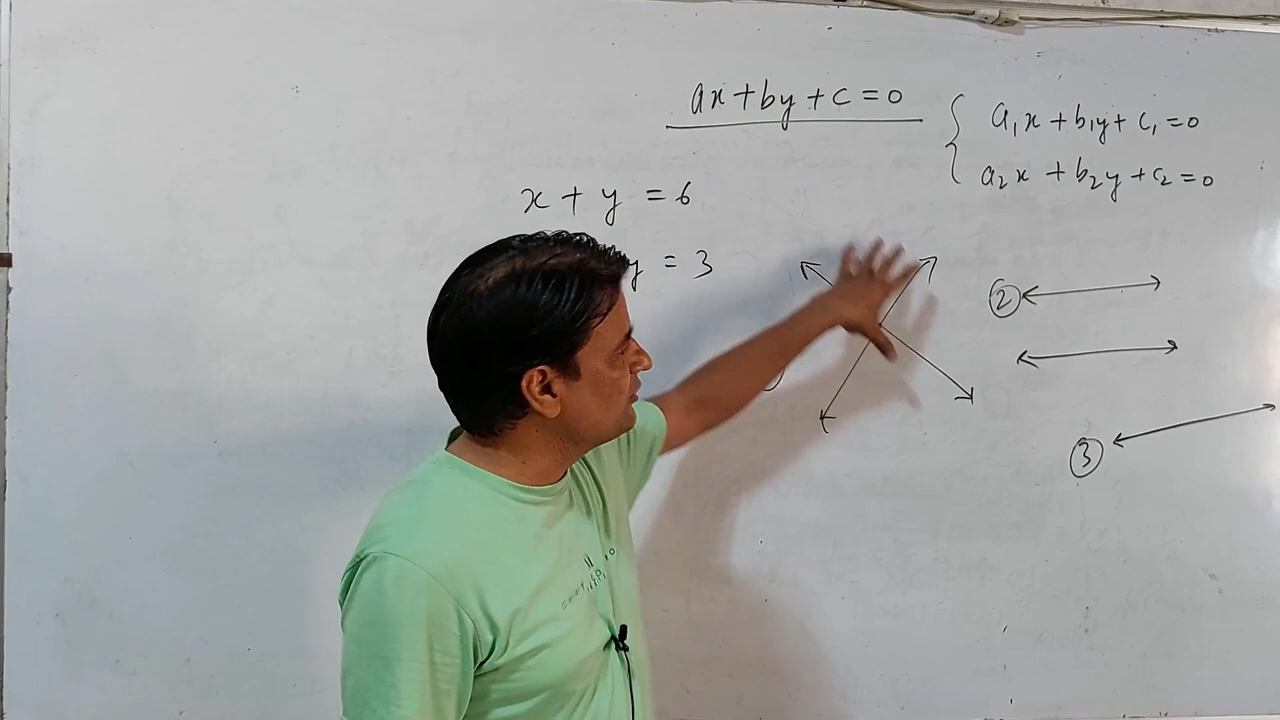 ax+by+c=0
a₁x+b₁y+c₁=0
a₂x+b₂y+c₂=0
x+y=6
y=3
②
③